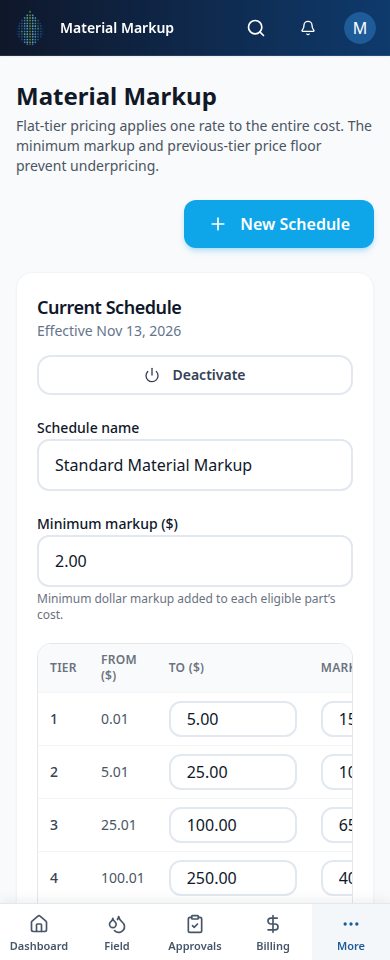 Material Markup
M
Material Markup
Flat-tier pricing applies one rate to the entire cost. The
minimum markup and previous-tier price floor
prevent underpricing.
New Schedule
Current Schedule
Effective Nov 13, 2026
Deactivate
Schedule name
Standard Material Markup
Minimum markup ($)
2.00
Minimum dollar markup added to each eligible part's
cost.
TIER FROM ($) TO ($)
1 0.01 5.00
2 5.01 25.00
3 25.01 100.00
4 100.01 250.00
Dashboard Field Approvals Billing More